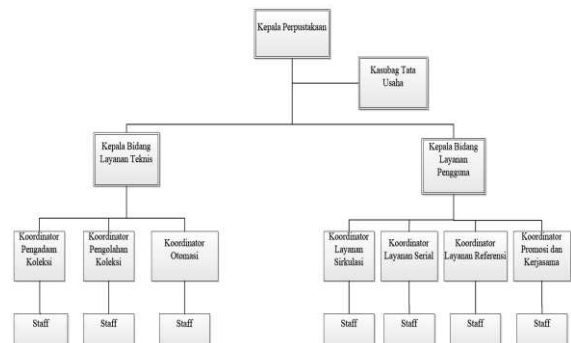 Kepala Perpustakaan
Kasubag Tata
Usaha
Kepala Bidang
Layanan Teknis
Kepala Bidang
Layanan
Pengguna
Koordinator
Pengadaan
Koleksi
Koordinator
Pengolahan
Koleksi
Koordinator
Otomasi
Koordinator
Layanan
Sirkulasi
Koordinator
Layanan Serial
Koordinator
Layanan Referensi
Koordinator
Promosi dan
Kerjasama
Staff
Staff
Staff
Staff
Staff
Staff
Staff